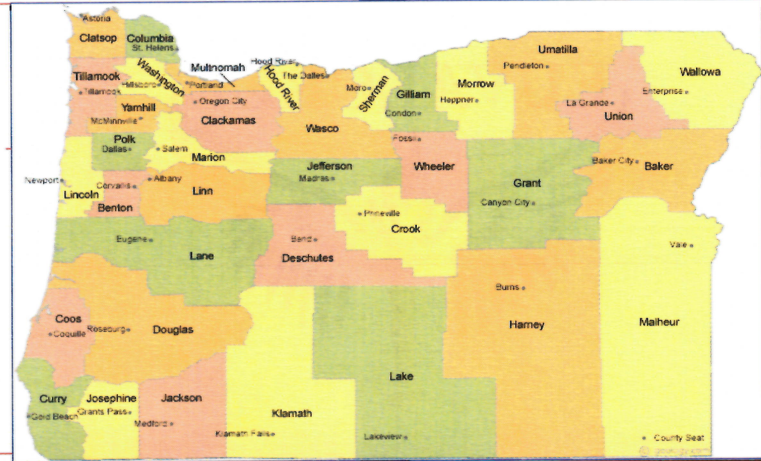 Astoria
Clatsop
Columbia
St. Helens
Tillamook
Tillamook
Washington
Hillsboro
Multnomah
Portland
Hood River
Hood River
The Dalles
Moro
Sherman
Gilliam
Condon
Morrow
Heppner
Umatilla
Pendleton
Wallowa
Enterprise
La Grande
Union
Yamhill
McMinnville
Oregon City
Clackamas
Wasco
Fossil
Wheeler
Polk
Dallas
Salem
Marion
Jefferson
Madras
Grant
Canyon City
Baker City
Baker
Newport
Lincoln
Corvallis
Benton
Albany
Linn
Prineville
Crook
Eugene
Lane
Bend
Deschutes
Vale
Burns
Harney
Malheur
Coos
Coquille
Roseburg
Douglas
Lake
Curry
Gold Beach
Josephine
Grants Pass
Jackson
Medford
Klamath
Klamath Falls
Lakeview
County Seat
© geology.com